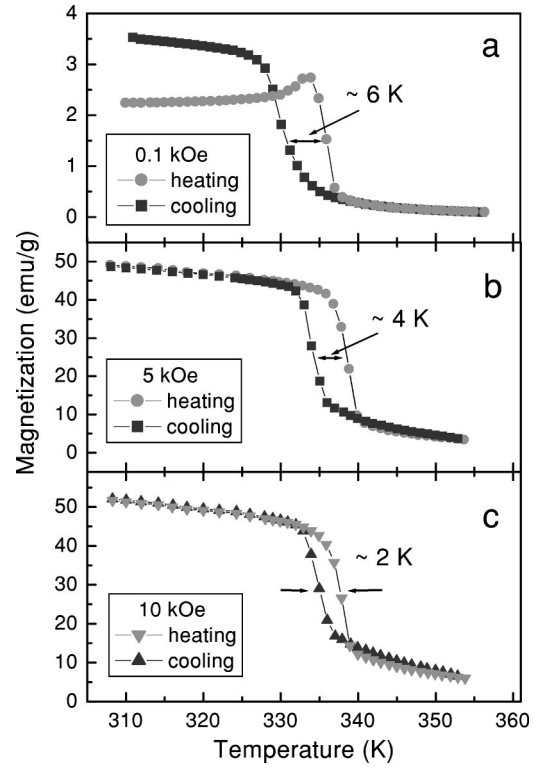 4
3
2
1
0
a
~ 6 K
0.1 kOe
heating
cooling
50
40
30
20
10
0
b
~ 4 K
5 kOe
heating
cooling
Magnetization (emu/g)
50
40
30
20
10
0
c
~ 2 K
10 kOe
heating
cooling
310 320 330 340 350 360
Temperature (K)